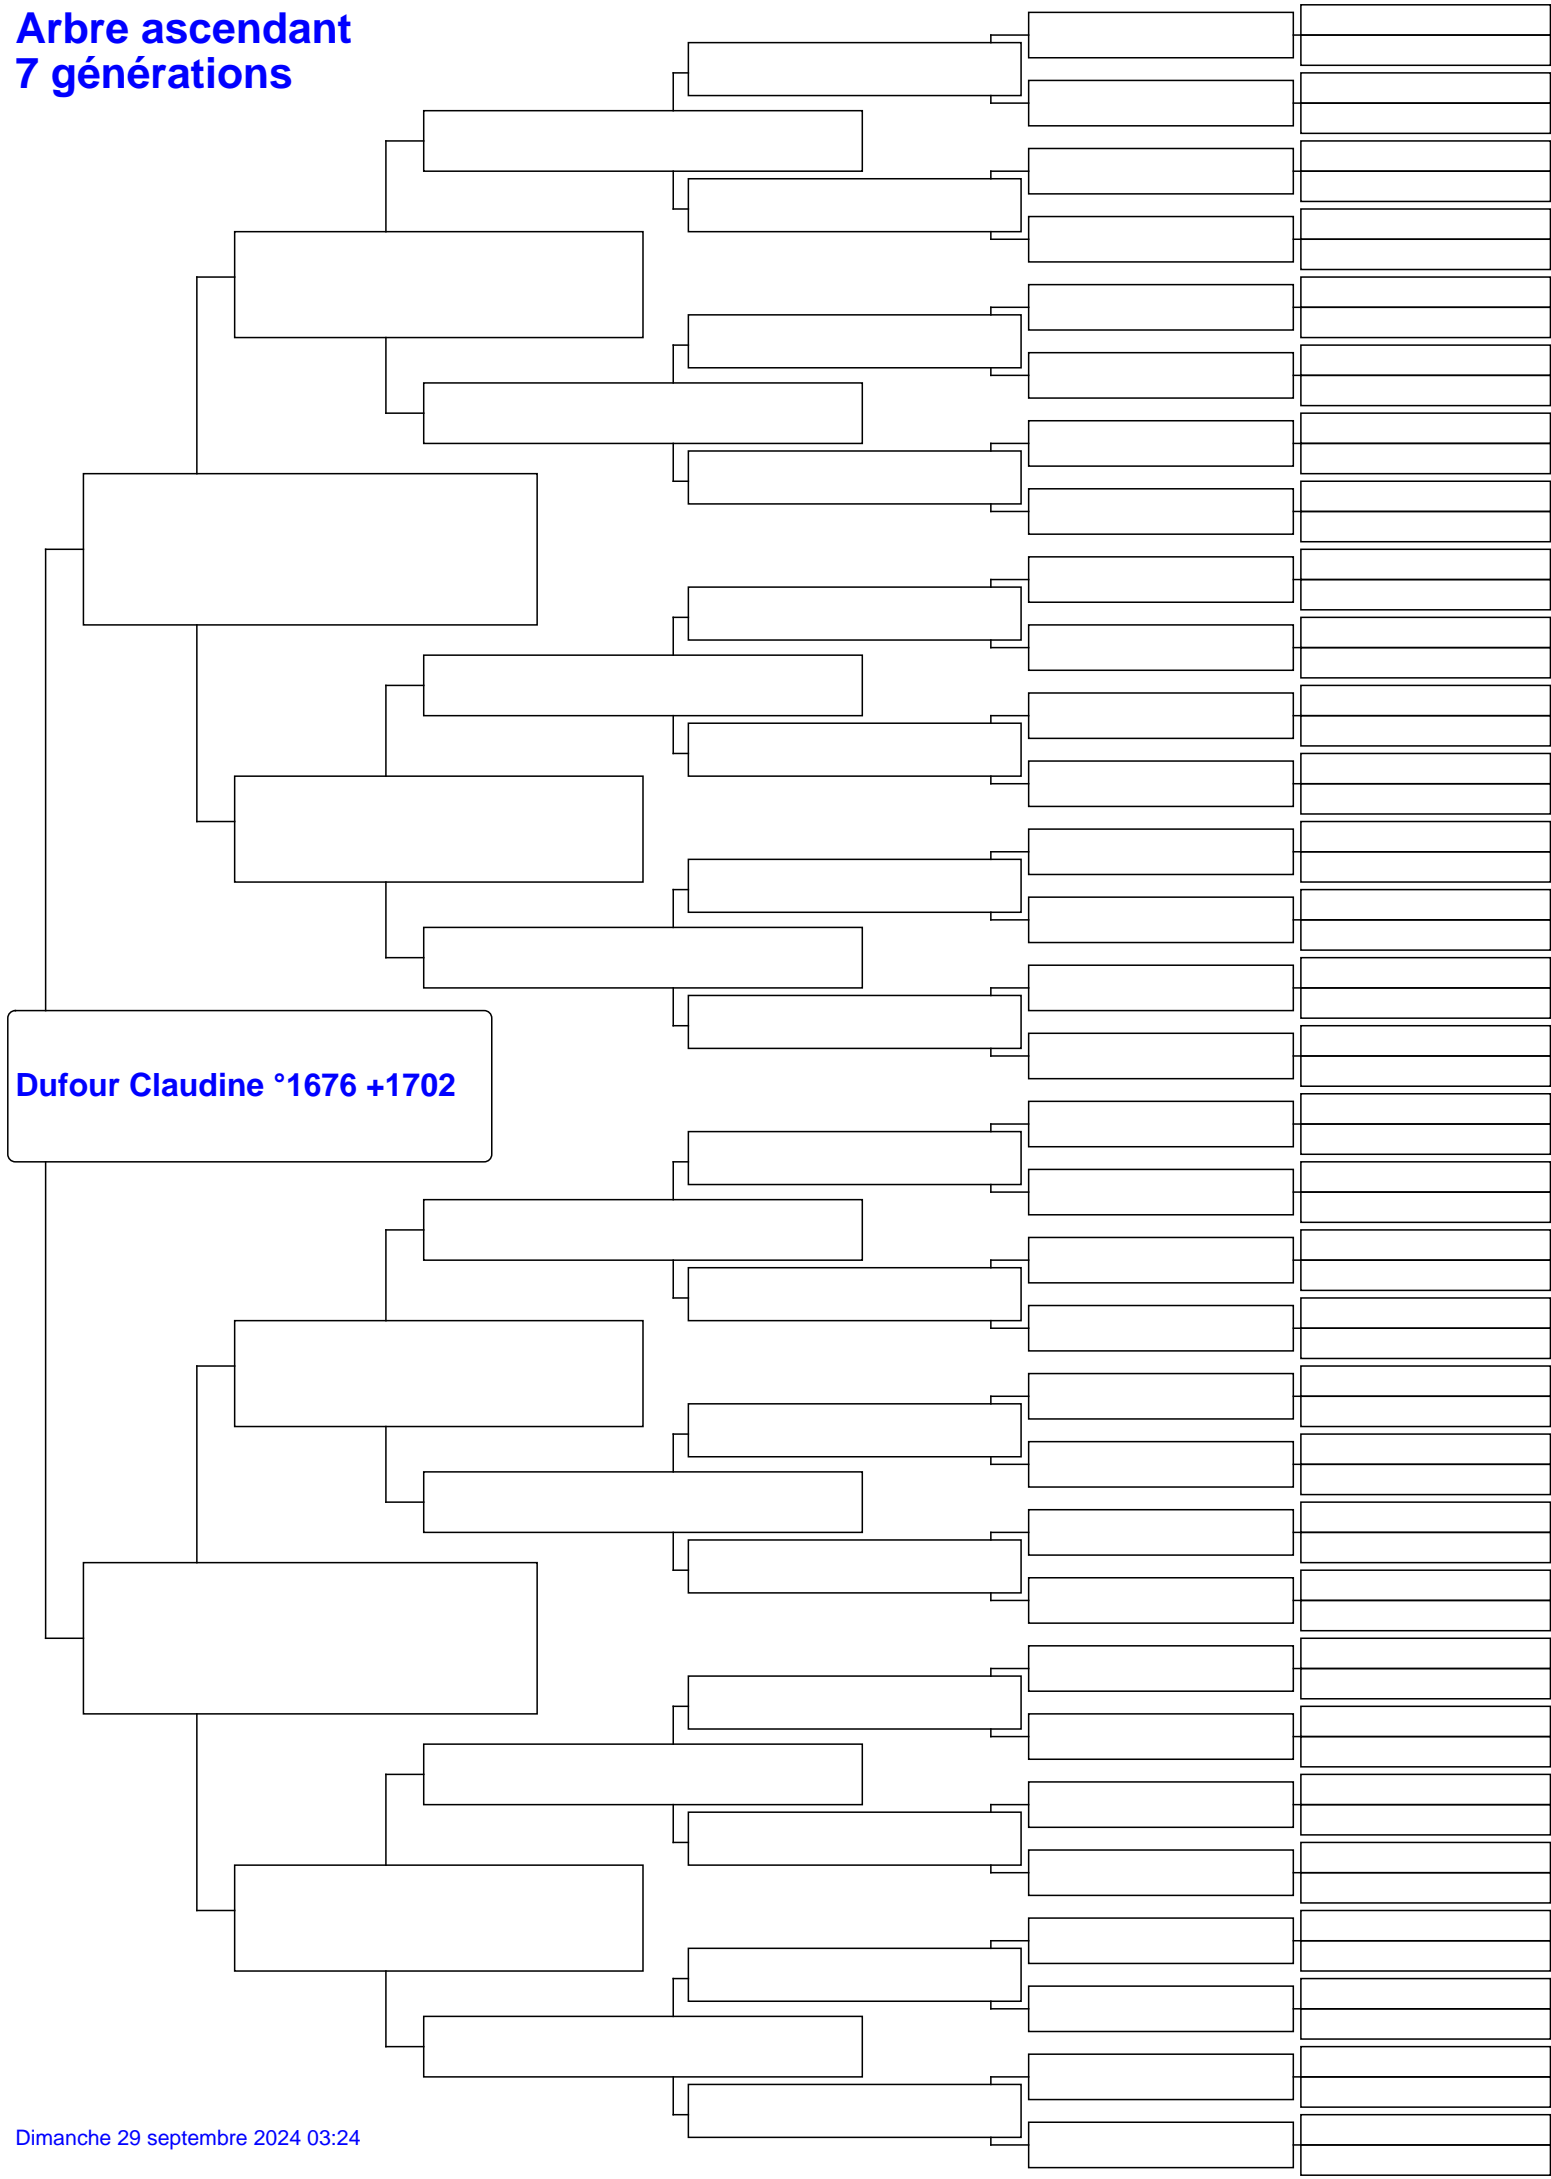 Arbre ascendant
7 générations
Dufour Claudine °1676 +1702
Dimanche 29 septembre 2024 03:24